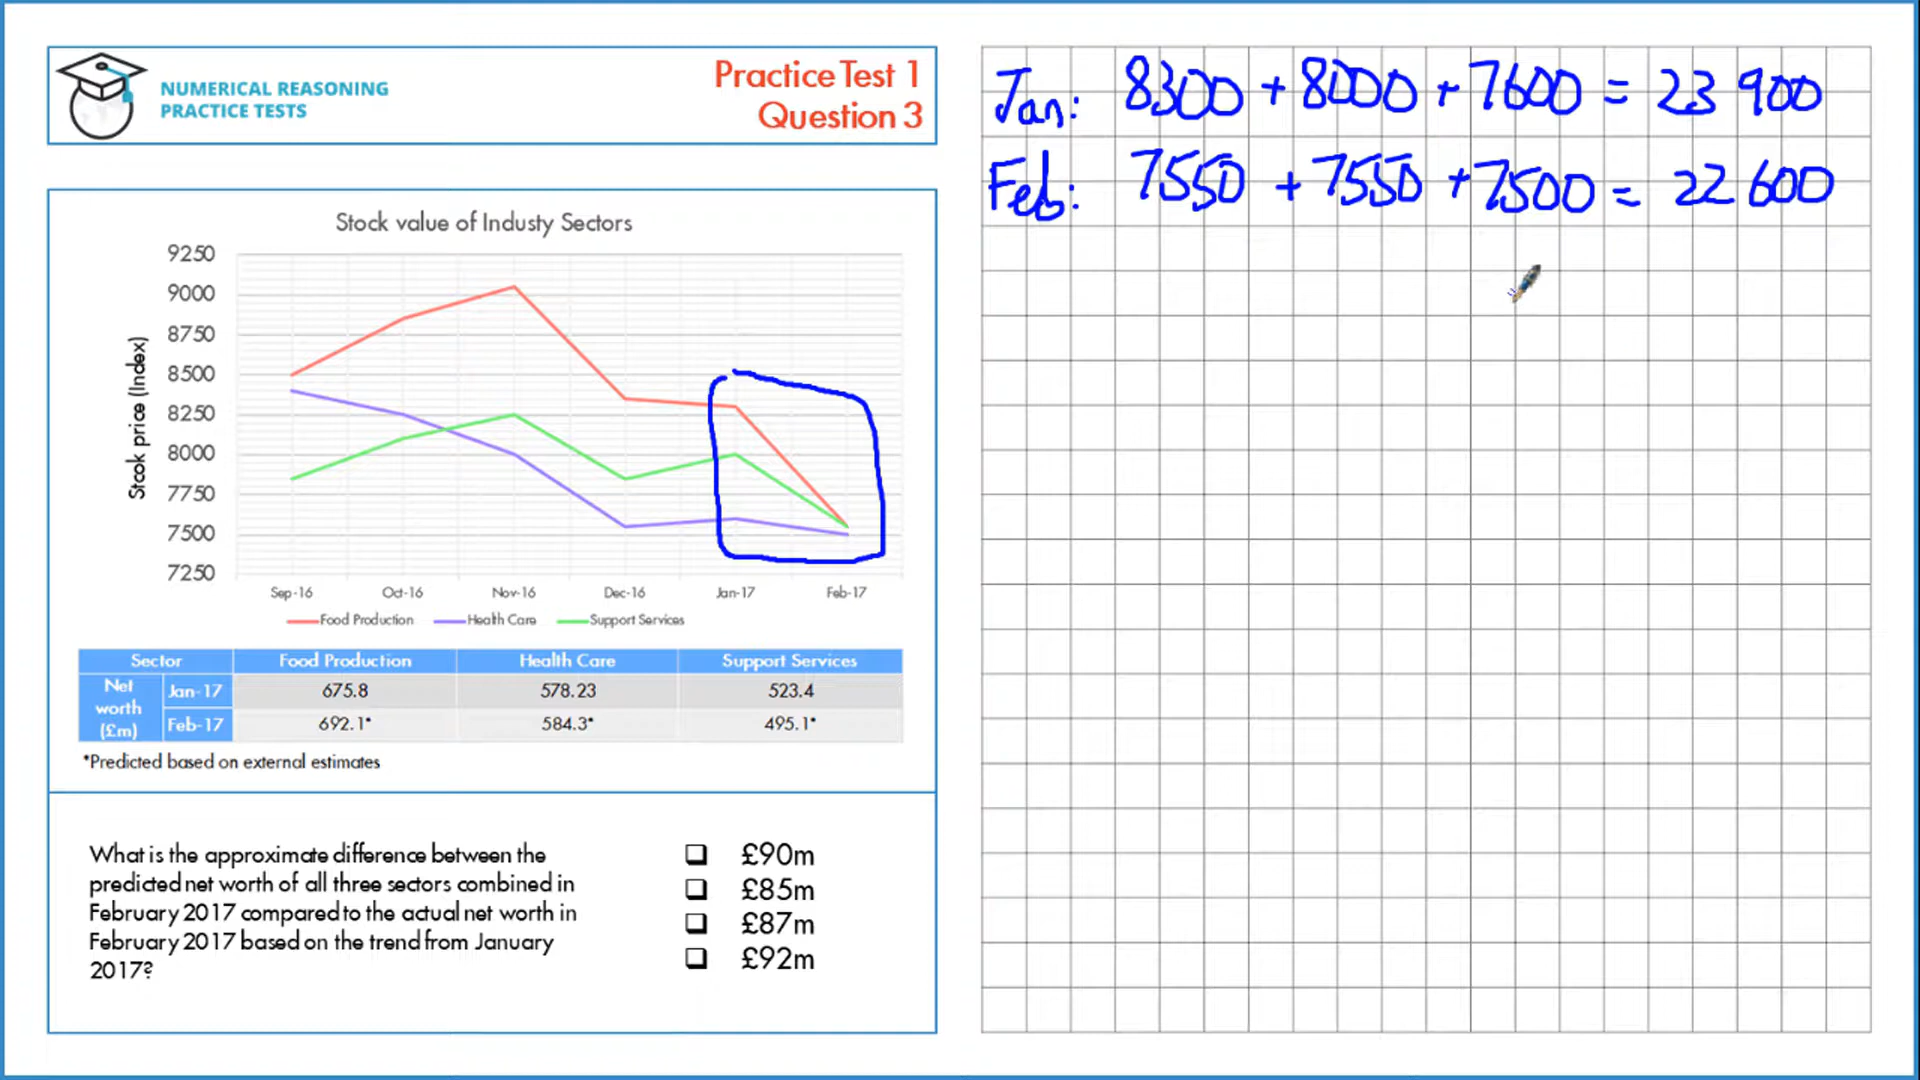 NUMERICAL REASONING
PRACTICE TESTS
Practice Test 1
Question 3
Stock value of Industy Sectors
Stcok price (Index)
9250
9000
8750
8500
8250
8000
7750
7500
7250
Sep-16 Oct-16 Nov-16 Dec-16 Jan-17 Feb-17
Food Production Health Care Support Services
Sector Food Production Health Care Support Services
Net worth (£m)
Jan-17 675.8 578.23 523.4
Feb-17 692.1* 584.3* 495.1*
*Predicted based on external estimates
What is the approximate difference between the
predicted net worth of all three sectors combined in
February 2017 compared to the actual net worth in
February 2017 based on the trend from January
2017?
£90m
£85m
£87m
£92m
Jan: 8300 + 8000 + 7600 = 23 900
Feb: 7550 + 7550 + 7500 = 22 600